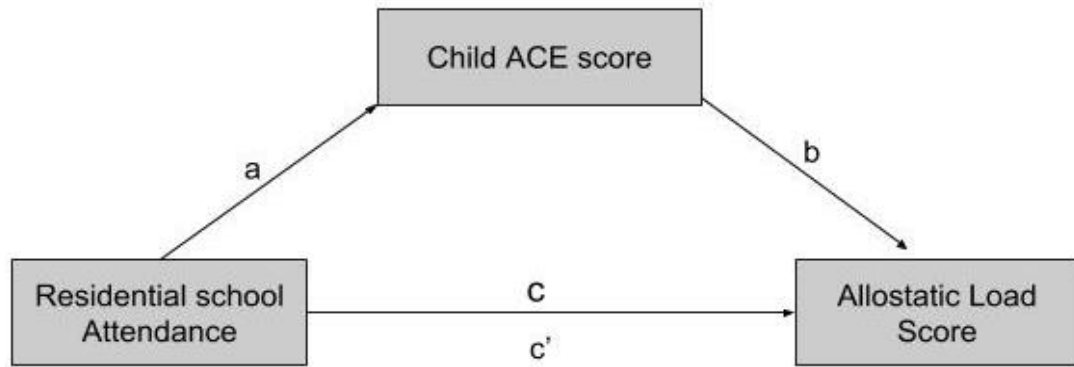 Child ACE score
a
b
Residential school
Attendance
c
c’
Allostatic Load
Score